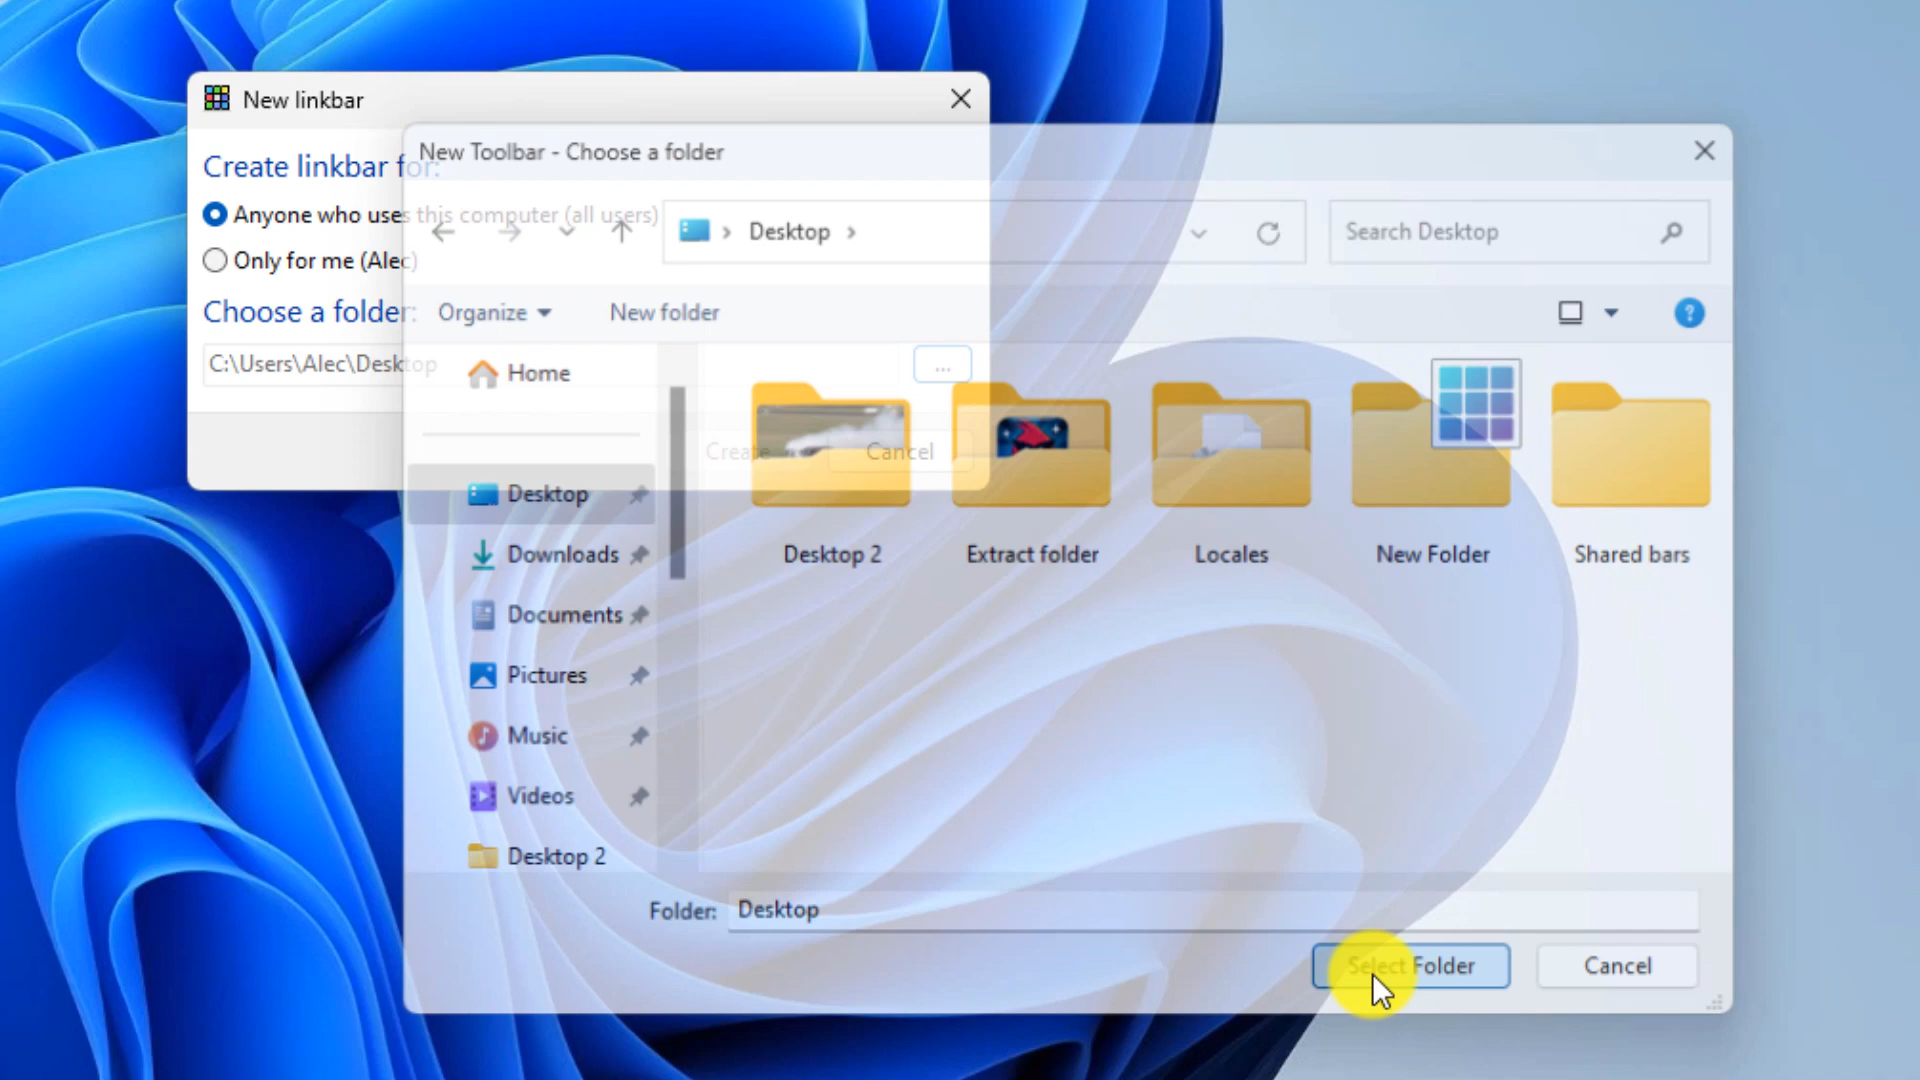 New linkbar
Create linkbar for:
Anyone who uses this computer (all users)
Only for me (Alec)
Choose a folder:
C:\Users\Alec\Desktop
...
Create
Cancel
New Toolbar - Choose a folder
Desktop
Search Desktop
Organize
New folder
?
Home
Desktop
Downloads
Documents
Pictures
Music
Videos
Desktop 2
Desktop 2
Extract folder
Locales
New Folder
Shared bars
Folder:
Desktop
Select Folder
Cancel